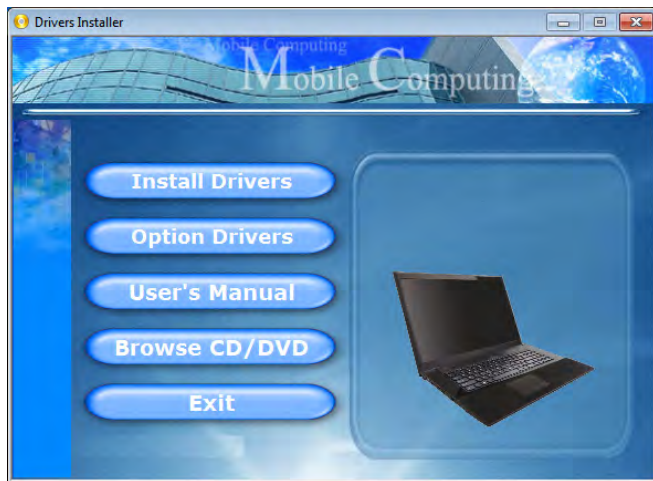 Drivers Installer
Mobile Computing
Mobile Computing
Install Drivers
Option Drivers
User's Manual
Browse CD/DVD
Exit